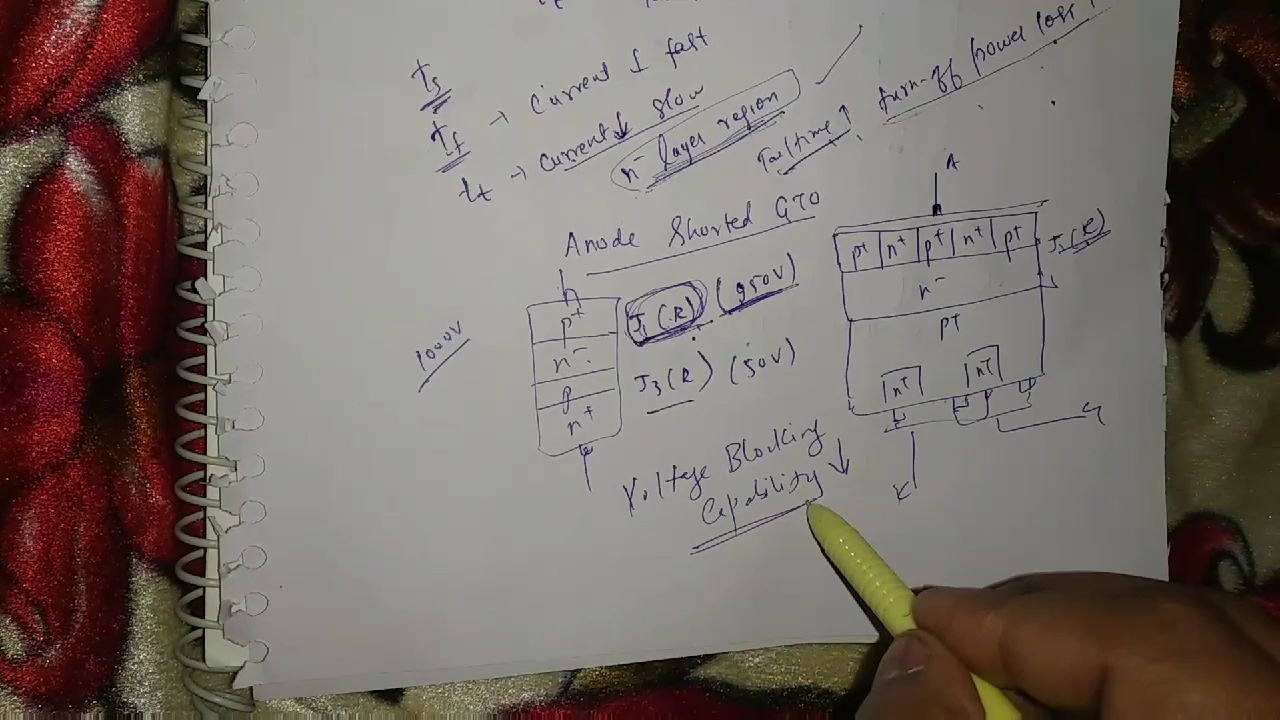 ts
tf → Current ↓ fast
tt → Current ↓ slow
n⁻ layer region
Tail time ↑
turn-off power loss ↑
Anode Shorted GTO
A
p⁺ n⁺ p⁺ n⁺ p⁺
J₁(R)
n⁻
p⁺
n⁺ n⁺
K
G
1000V
p⁺
n⁻
p
n⁺
J₁(R) (950V)
J₃(R) (50V)
Voltage Blocking ↓
Capability